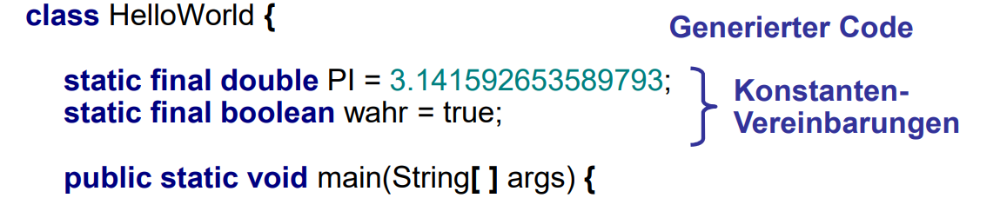 class HelloWorld {
Generierter Code
static final double PI = 3.141592653589793;
static final boolean wahr = true;
Konstanten-
Vereinbarungen
public static void main(String[ ] args) {